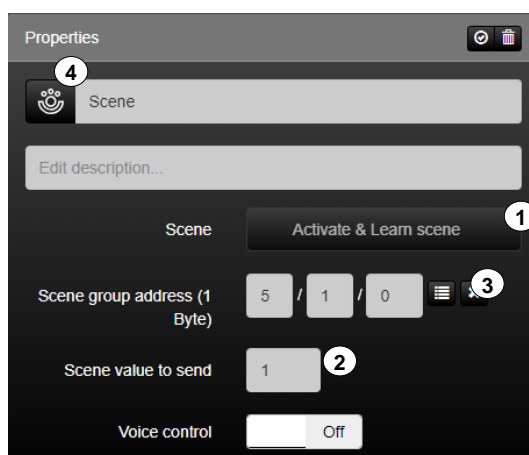 Properties
4
Scene
Edit description...
1
Scene Activate & Learn scene
3
Scene group address (1 Byte) 5 / 1 / 0
Scene value to send 1 2
Voice control Off